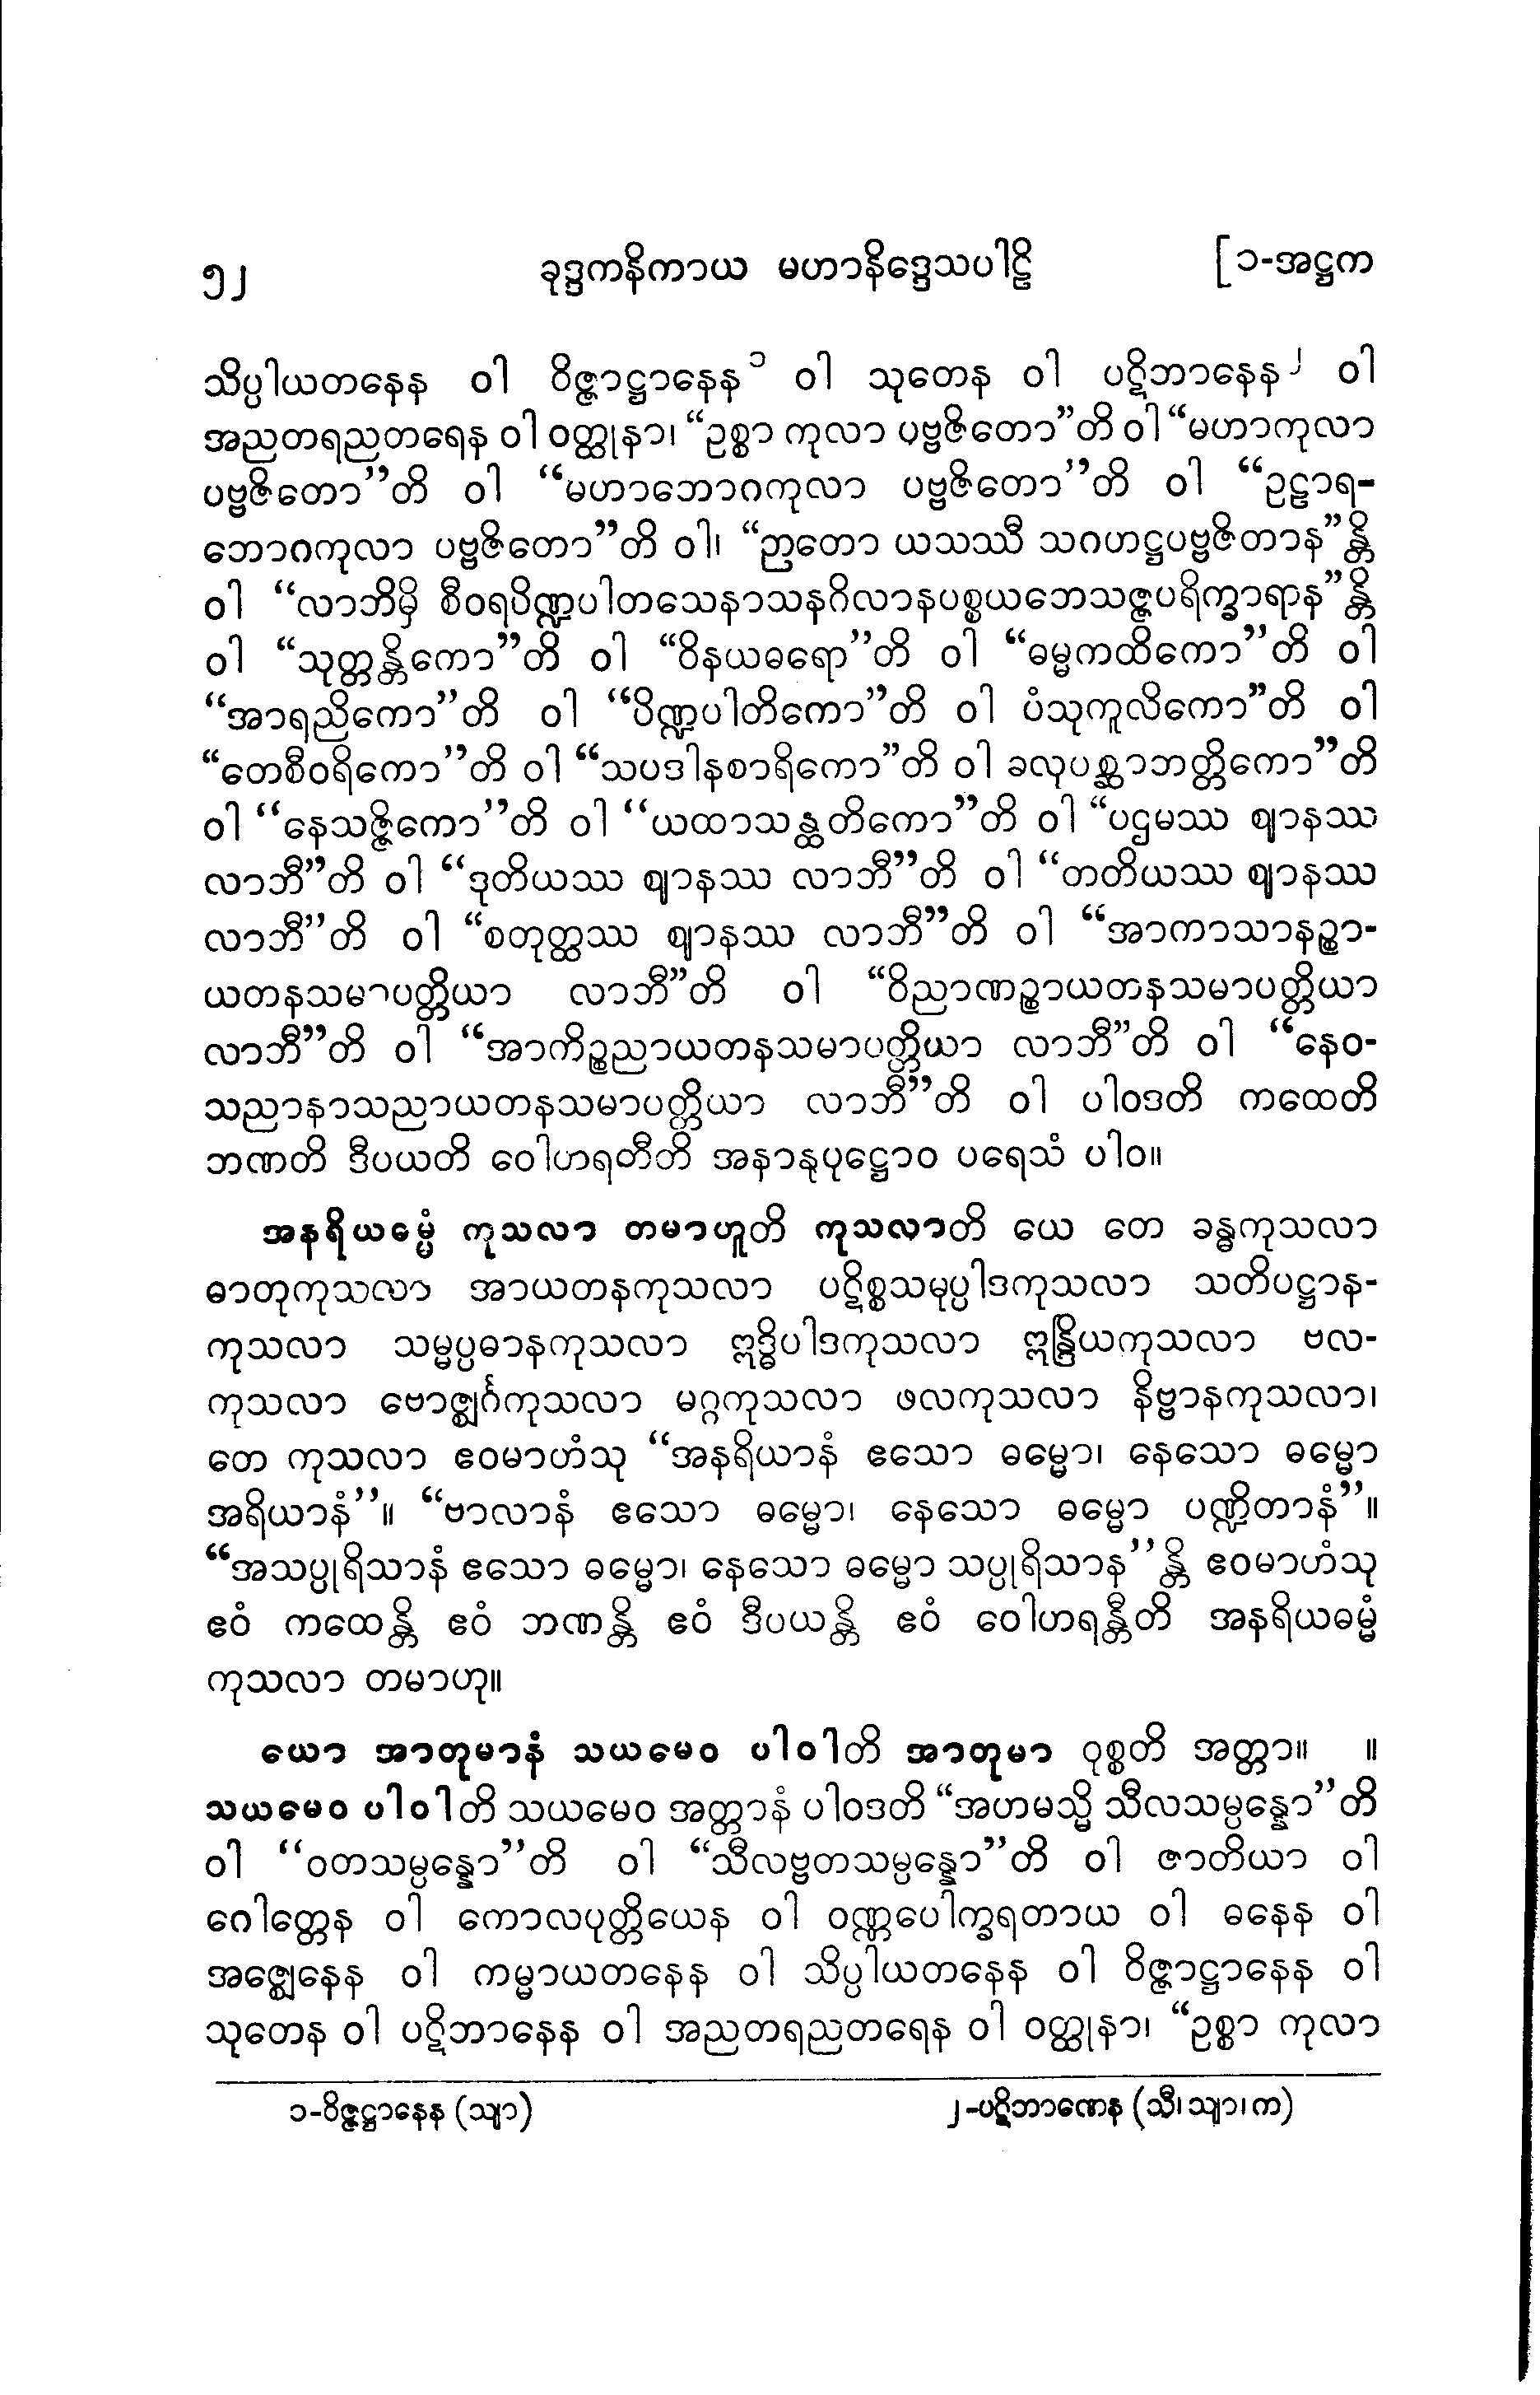 ၅၂ ခုဒ္ဒကနိကာယ မဟာနိဒ္ဒေသပါဠိ [ ၁-အဋ္ဌက
သိပ္ပါယတနေန ဝါ ဝိဇ္ဇာဋ္ဌာနေန၁ ဝါ သုတေန ဝါ ပဋိဘာနေန၂ ဝါ
အညတရညတရေန ဝါ ဝတ္ထုနာ၊ “ဥစ္စာ ကုလာ ပဗ္ဗဇိတော”တိ ဝါ “မဟာကုလာ
ပဗ္ဗဇိတော”တိ ဝါ “မဟာဘောဂကုလာ ပဗ္ဗဇိတော”တိ ဝါ “ဥဠာရ-
ဘောဂကုလာ ပဗ္ဗဇိတော”တိ ဝါ၊ “ဉာတော ယသဿီ သဂဟဋ္ဌပဗ္ဗဇိတာန”န္တိ
ဝါ “လာဘိမှိ စီဝရပိဏ္ဍပါတသေနာသနဂိလာနပစ္စယဘေသဇ္ဇပရိက္ခာရာန”န္တိ
ဝါ “သုတ္တန္တိကော”တိ ဝါ “ဝိနယဓရော”တိ ဝါ “ဓမ္မကထိကော”တိ ဝါ
“အာရညိကော”တိ ဝါ “ပိဏ္ဍပါတိကော”တိ ဝါ ပံသုကူလိကော”တိ ဝါ
“တေစီဝရိကော”တိ ဝါ “သပဒါနစာရိကော”တိ ဝါ ခလုပစ္ဆာဘတ္တိကော”တိ
ဝါ “နေသဇ္ဇိကော”တိ ဝါ “ယထာသန္ထတိကော”တိ ဝါ “ပဌမဿ ဈာနဿ
လာဘီ”တိ ဝါ “ဒုတိယဿ ဈာနဿ လာဘီ”တိ ဝါ “တတိယဿ ဈာနဿ
လာဘီ”တိ ဝါ “စတုတ္ထဿ ဈာနဿ လာဘီ”တိ ဝါ “အာကာသာနဉ္စာ-
ယတနသမာပတ္တိယာ လာဘီ”တိ ဝါ “ဝိညာဏဉ္စာယတနသမာပတ္တိယာ
လာဘီ”တိ ဝါ “အာကိဉ္စညာယတနသမာပတ္တိယာ လာဘီ”တိ ဝါ “နေဝ-
သညာနာသညာယတနသမာပတ္တိယာ လာဘီ”တိ ဝါ ပါဝဒတိ ကထေတိ
ဘဏတိ ဒီပယတိ ဝေါဟရတီတိ အနာနုပုဋ္ဌောဝ ပရေသံ ပါဝ။
အနရိယဓမ္မံ ကုသလာ တမာဟူတိ ကုသလာတိ ယေ တေ ခန္ဓကုသလာ
ဓာတုကုသလာ အာယတနကုသလာ ပဋိစ္စသမုပ္ပါဒကုသလာ သတိပဋ္ဌာန-
ကုသလာ သမ္မပ္ပဓာနကုသလာ ဣဒ္ဓိပါဒကုသလာ ဣန္ဒြိယကုသလာ ဗလ-
ကုသလာ ဗောဇ္ဈင်္ဂကုသလာ မဂ္ဂကုသလာ ဖလကုသလာ နိဗ္ဗာနကုသလာ၊
တေ ကုသလာ ဧဝမာဟံသု “အနရိယာနံ ဧသော ဓမ္မော၊ နေသော ဓမ္မော
အရိယာနံ”။ “ဗာလာနံ ဧသော ဓမ္မော၊ နေသော ဓမ္မော ပဏ္ဍိတာနံ”။
“အသပ္ပုရိသာနံ ဧသော ဓမ္မော၊ နေသော ဓမ္မော သပ္ပုရိသာန”န္တိ ဧဝမာဟံသု
ဧဝံ ကထေန္တိ ဧဝံ ဘဏန္တိ ဧဝံ ဒီပယန္တိ ဧဝံ ဝေါဟရန္တီတိ အနရိယဓမ္မံ
ကုသလာ တမာဟု။
ယော အာတုမာနံ သယမေဝ ပါဝါတိ အာတုမာ ဝုစ္စတိ အတ္တာ။ ။
သယမေဝ ပါဝါတိ သယမေဝ အတ္တာနံ ပါဝဒတိ “အဟမသ္မိ သီလသမ္ပန္နော”တိ
ဝါ “ဝတသမ္ပန္နော”တိ ဝါ “သီလဗ္ဗတသမ္ပန္နော”တိ ဝါ ဇာတိယာ ဝါ
ဂေါတ္တေန ဝါ ကောလပုတ္တိယေန ဝါ ဝဏ္ဏပေါက္ခရတာယ ဝါ ဓနေန ဝါ
အဇ္ဈေနေန ဝါ ကမ္မာယတနေန ဝါ သိပ္ပါယတနေန ဝါ ဝိဇ္ဇာဋ္ဌာနေန ဝါ
သုတေန ဝါ ပဋိဘာနေန ဝါ အညတရညတရေန ဝါ ဝတ္ထုနာ၊ “ဥစ္စာ ကုလာ
၁-ဝိဇ္ဇဋ္ဌာနေန (သျာ) ၂-ပဋိဘာဏေန (သီ၊ သျာ၊ က)